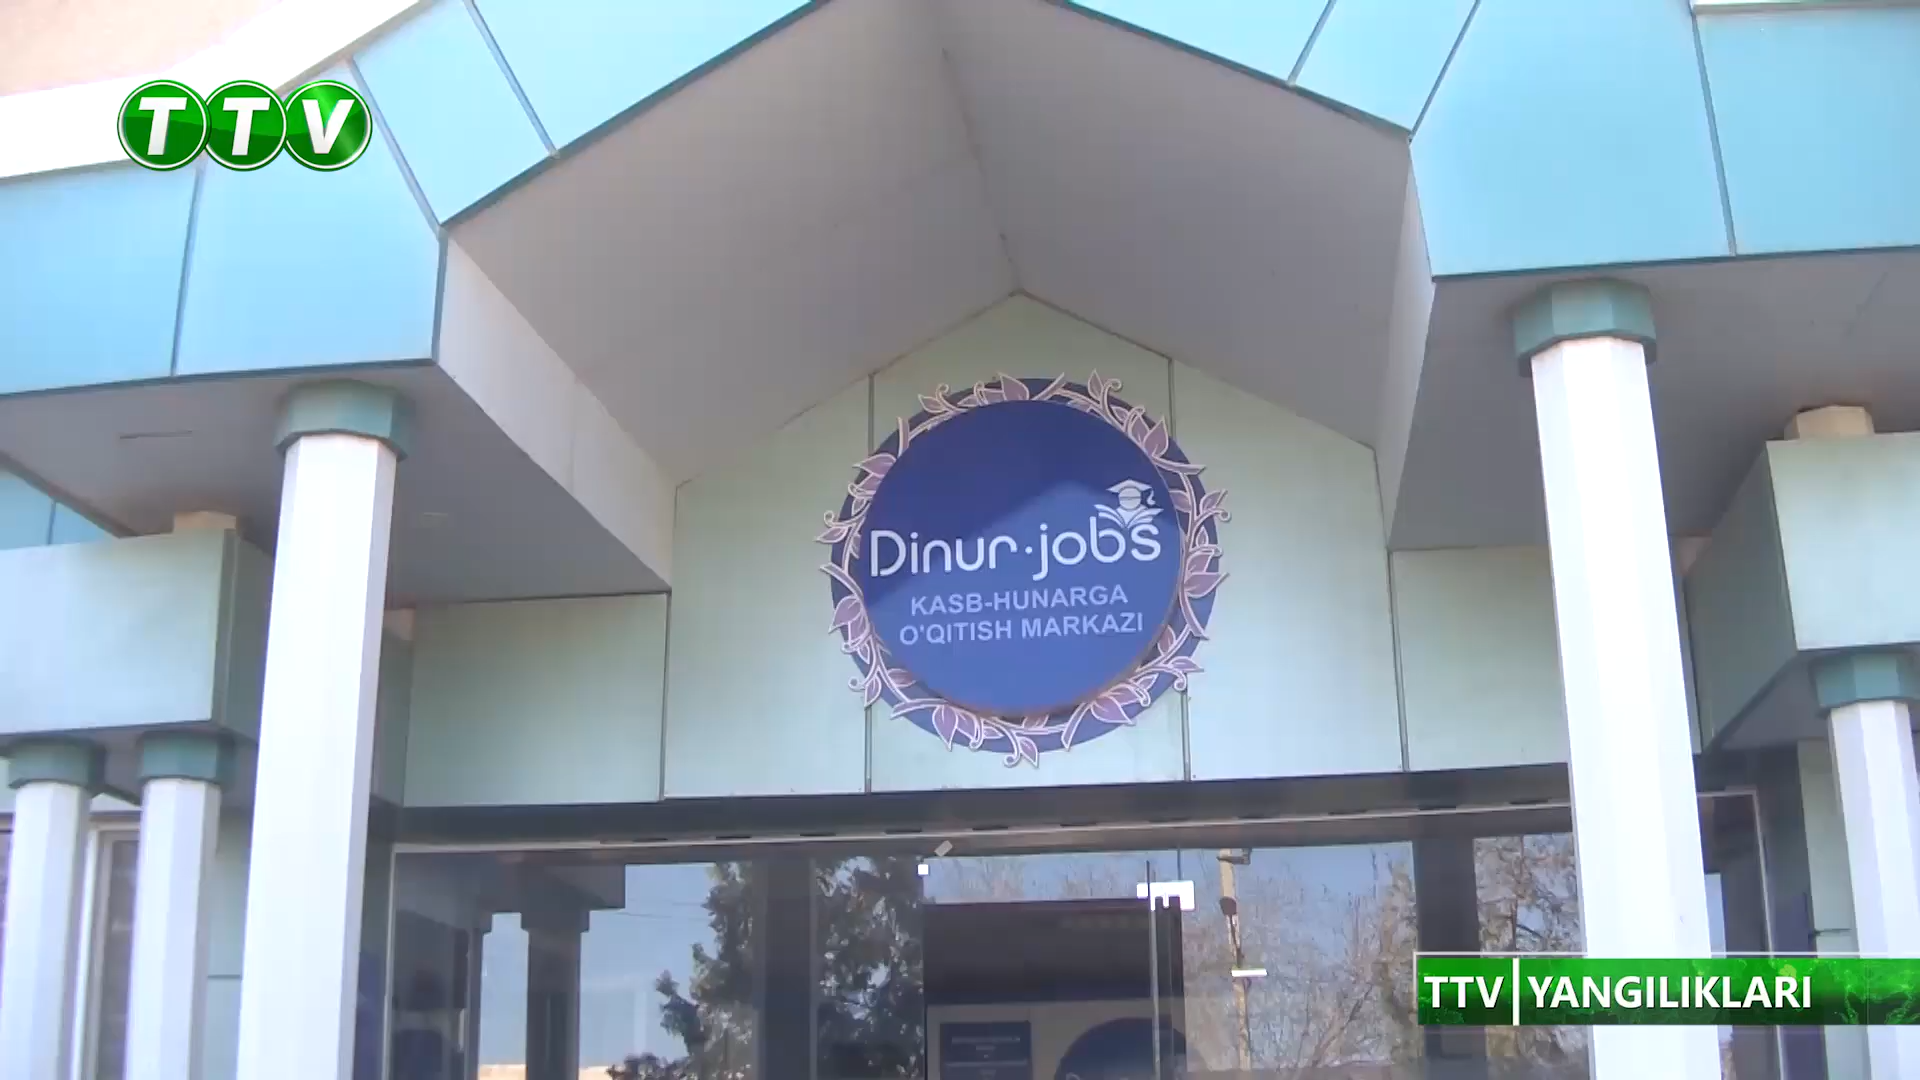 TTV
Dinur·jobs
KASB-HUNARGA
O'QITISH MARKAZI
TTV YANGILIKLARI